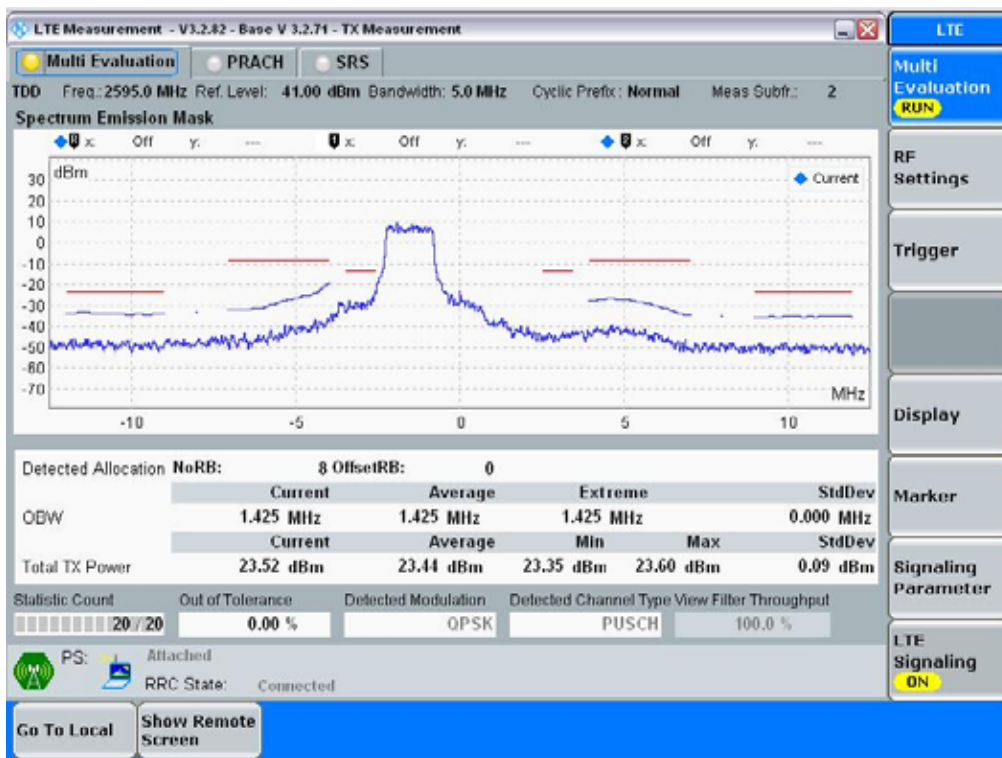 LTE Measurement - V3.2.82 - Base V 3.2.71 - TX Measurement
LTE
Multi Evaluation PRACH SRS
Multi
Evaluation
RUN
TDD Freq.: 2595.0 MHz Ref. Level: 41.00 dBm Bandwidth: 5.0 MHz Cyclic Prefix: Normal Meas Subfr.: 2
Spectrum Emission Mask
x: Off y: --- 1 x: Off y: --- 2 x: Off y: ---
dBm
Current
30
20
10
0
-10
-20
-30
-40
-50
-60
-70
MHz
-10 -5 0 5 10
RF
Settings
Trigger
Display
Marker
Signaling
Parameter
LTE
Signaling
ON
Detected Allocation NoRB: 8 OffsetRB: 0
Current Average Extreme StdDev
OBW 1.425 MHz 1.425 MHz 1.425 MHz 0.000 MHz
Current Average Min Max StdDev
Total TX Power 23.52 dBm 23.44 dBm 23.35 dBm 23.60 dBm 0.09 dBm
Statistic Count Out of Tolerance Detected Modulation Detected Channel Type View Filter Throughput
20 / 20 0.00 % QPSK PUSCH 100.0 %
PS: Attached
RRC State: Connected
Go To Local
Show Remote
Screen